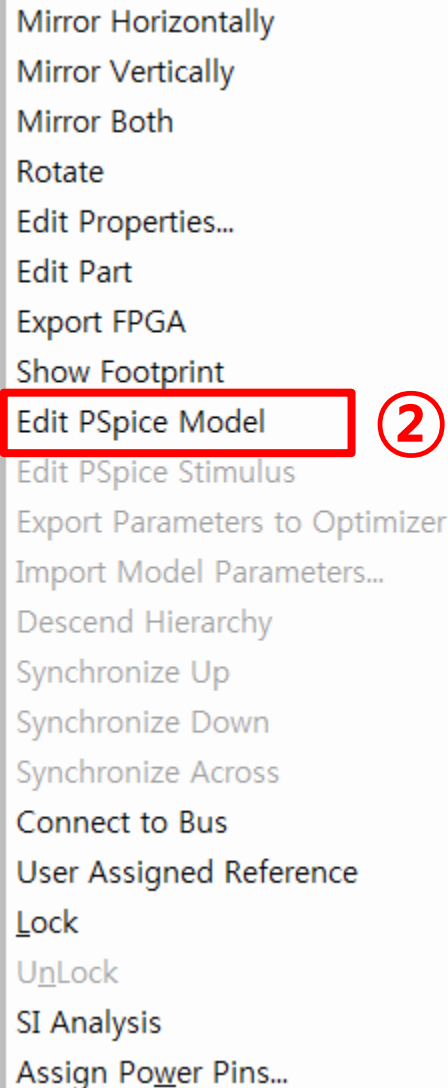 Mirror Horizontally
Mirror Vertically
Mirror Both
Rotate
Edit Properties...
Edit Part
Export FPGA
Show Footprint
Edit PSpice Model ②
Edit PSpice Stimulus
Export Parameters to Optimizer
Import Model Parameters...
Descend Hierarchy
Synchronize Up
Synchronize Down
Synchronize Across
Connect to Bus
User Assigned Reference
Lock
UnLock
SI Analysis
Assign Power Pins...